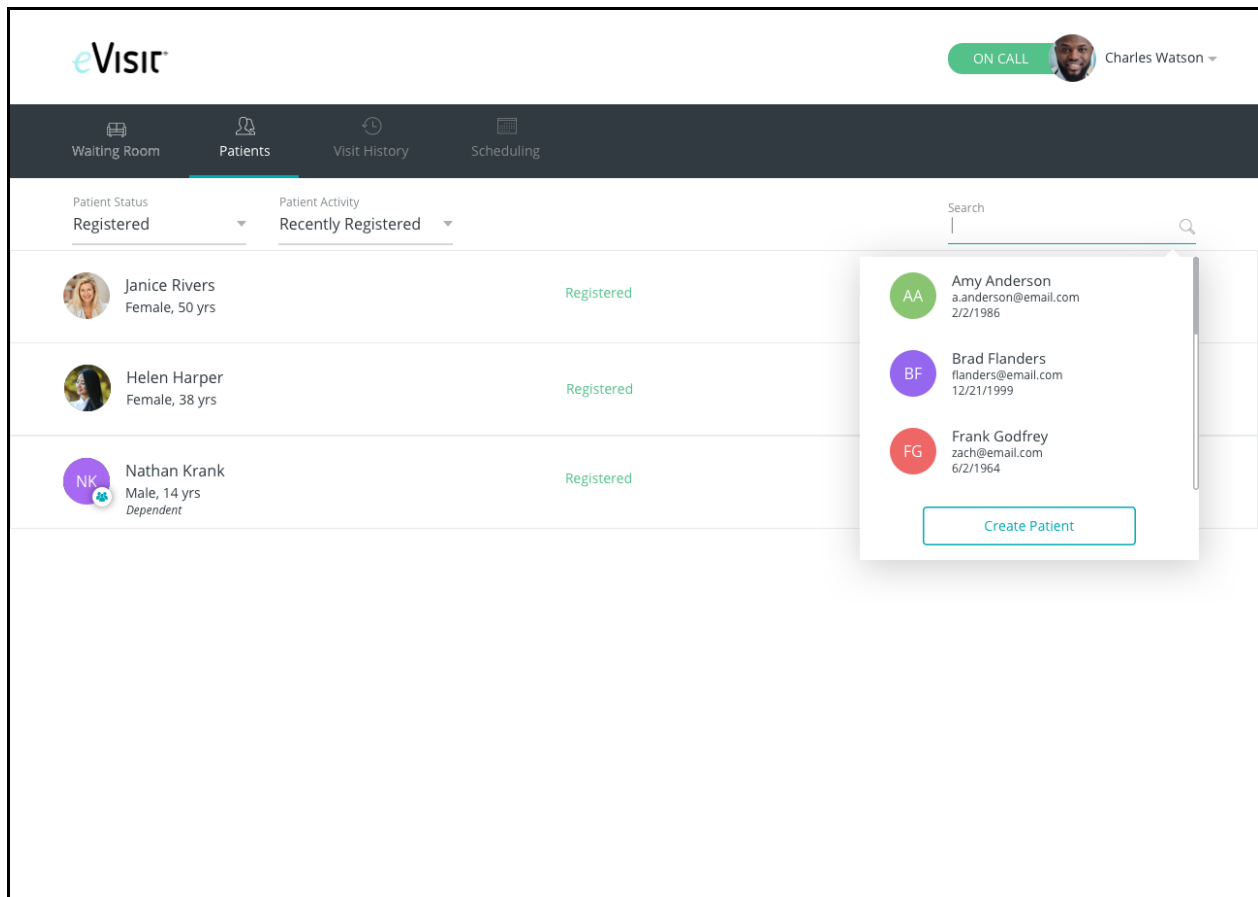 eVisit
ON CALL
Charles Watson
Waiting Room
Patients
Visit History
Scheduling
Patient Status
Registered
Patient Activity
Recently Registered
Search
Janice Rivers
Female, 50 yrs
Registered
Helen Harper
Female, 38 yrs
Registered
NK
Nathan Krank
Male, 14 yrs
Dependent
Registered
AA
Amy Anderson
a.anderson@email.com
2/2/1986
BF
Brad Flanders
flanders@email.com
12/21/1999
FG
Frank Godfrey
zach@email.com
6/2/1964
Create Patient